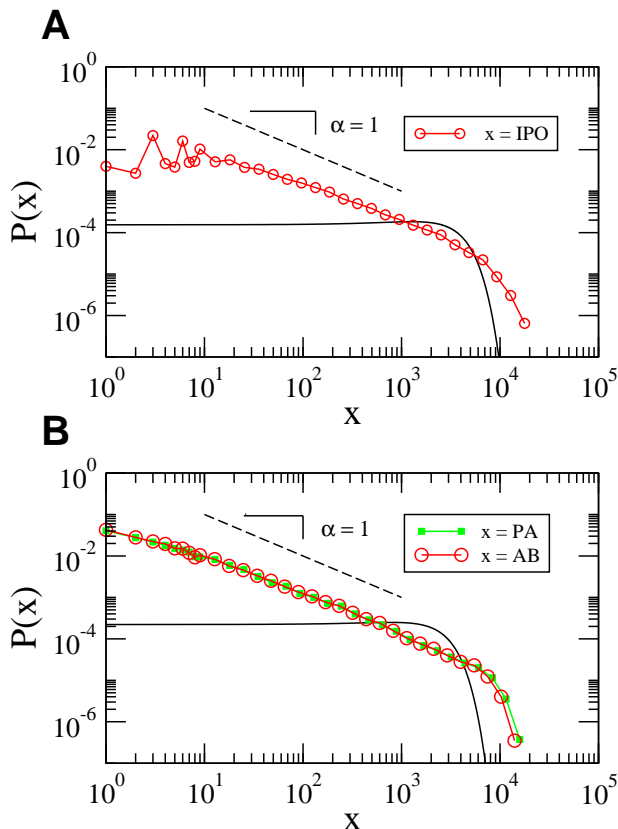 A
10^0
10^-2
10^-4
10^-6
P(x)
α = 1
x = IPO
10^0 10^1 10^2 10^3 10^4 10^5
x
B
10^0
10^-2
10^-4
10^-6
P(x)
α = 1
x = PA
x = AB
10^0 10^1 10^2 10^3 10^4 10^5
x